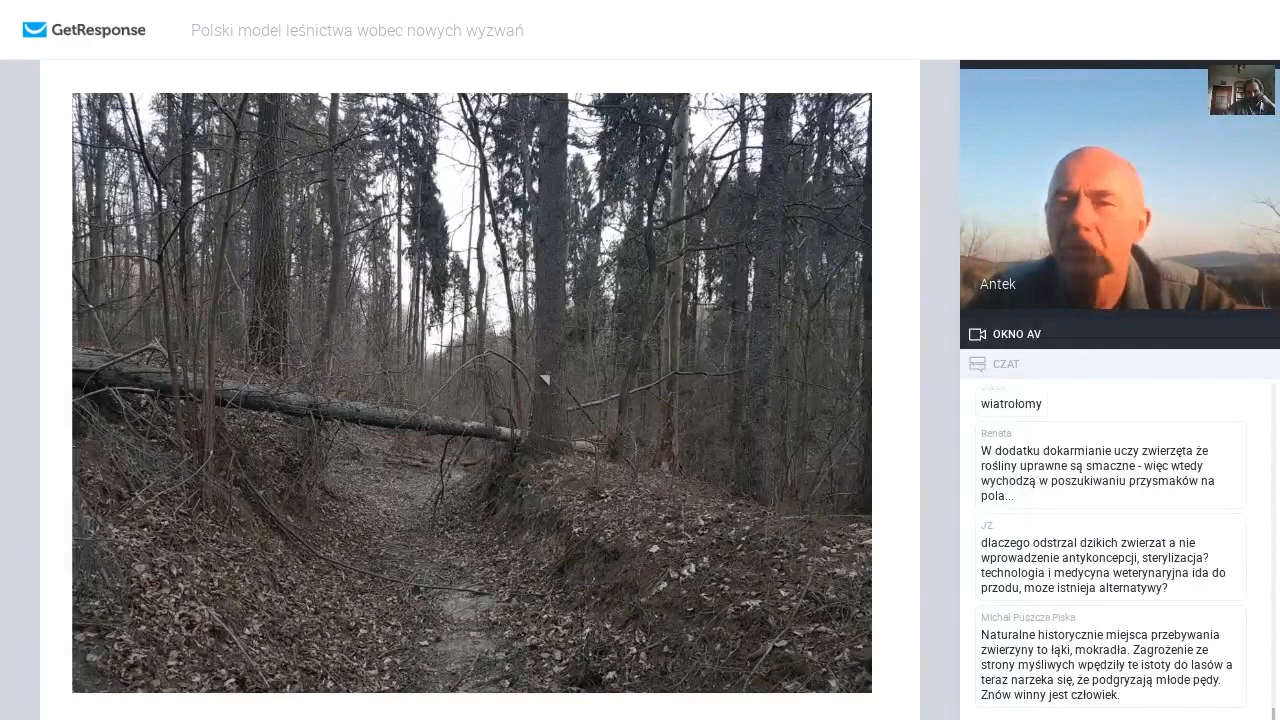 GetResponse
Polski model leśnictwa wobec nowych wyzwań
Antek
OKNO AV
CZAT
wiatrołomy
Renata
W dodatku dokarmianie uczy zwierzęta że
rośliny uprawne są smaczne - więc wtedy
wychodzą w poszukiwaniu przysmaków na
pola...
JŻ
dlaczego odstrzal dzikich zwierzat a nie
wprowadzenie antykoncepcji, sterylizacja?
technologia i medycyna weterynaryjna ida do
przodu, moze istnieja alternatywy?
Michał Puszcza Piska
Naturalne historycznie miejsca przebywania
zwierzyny to łąki, mokradła. Zagrożenie ze
strony myśliwych wpędziły te istoty do lasów a
teraz narzeka się, że podgryzają młode pędy.
Znów winny jest człowiek.